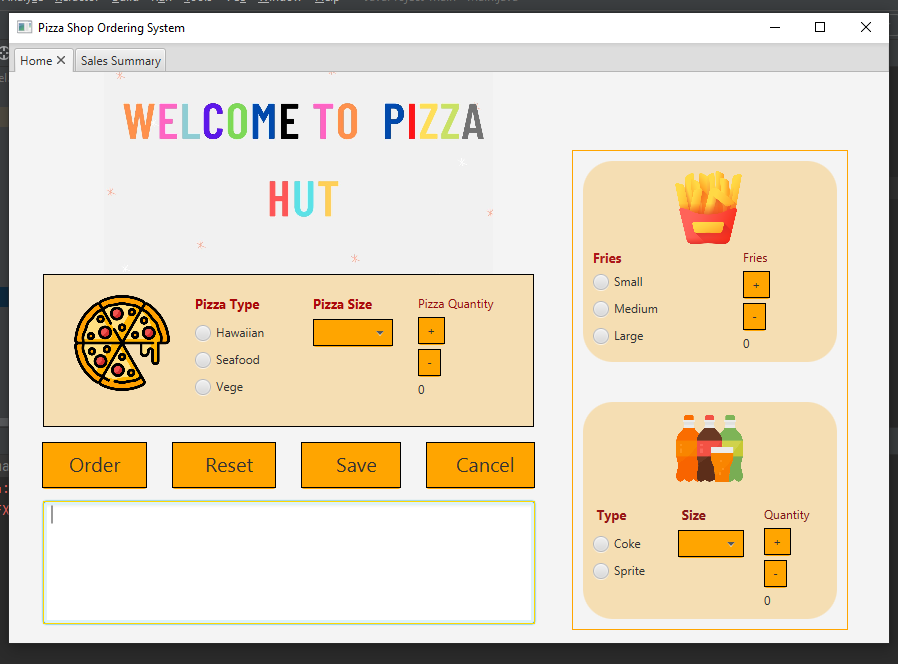 Pizza Shop Ordering System
Home Sales Summary
WELCOME TO PIZZA
HUT
Pizza Type
Hawaiian
Seafood
Vege
Pizza Size
Pizza Quantity
+
-
0
Order Reset Save Cancel
Fries
Small
Medium
Large
Fries
+
-
0
Type
Coke
Sprite
Size
Quantity
+
-
0